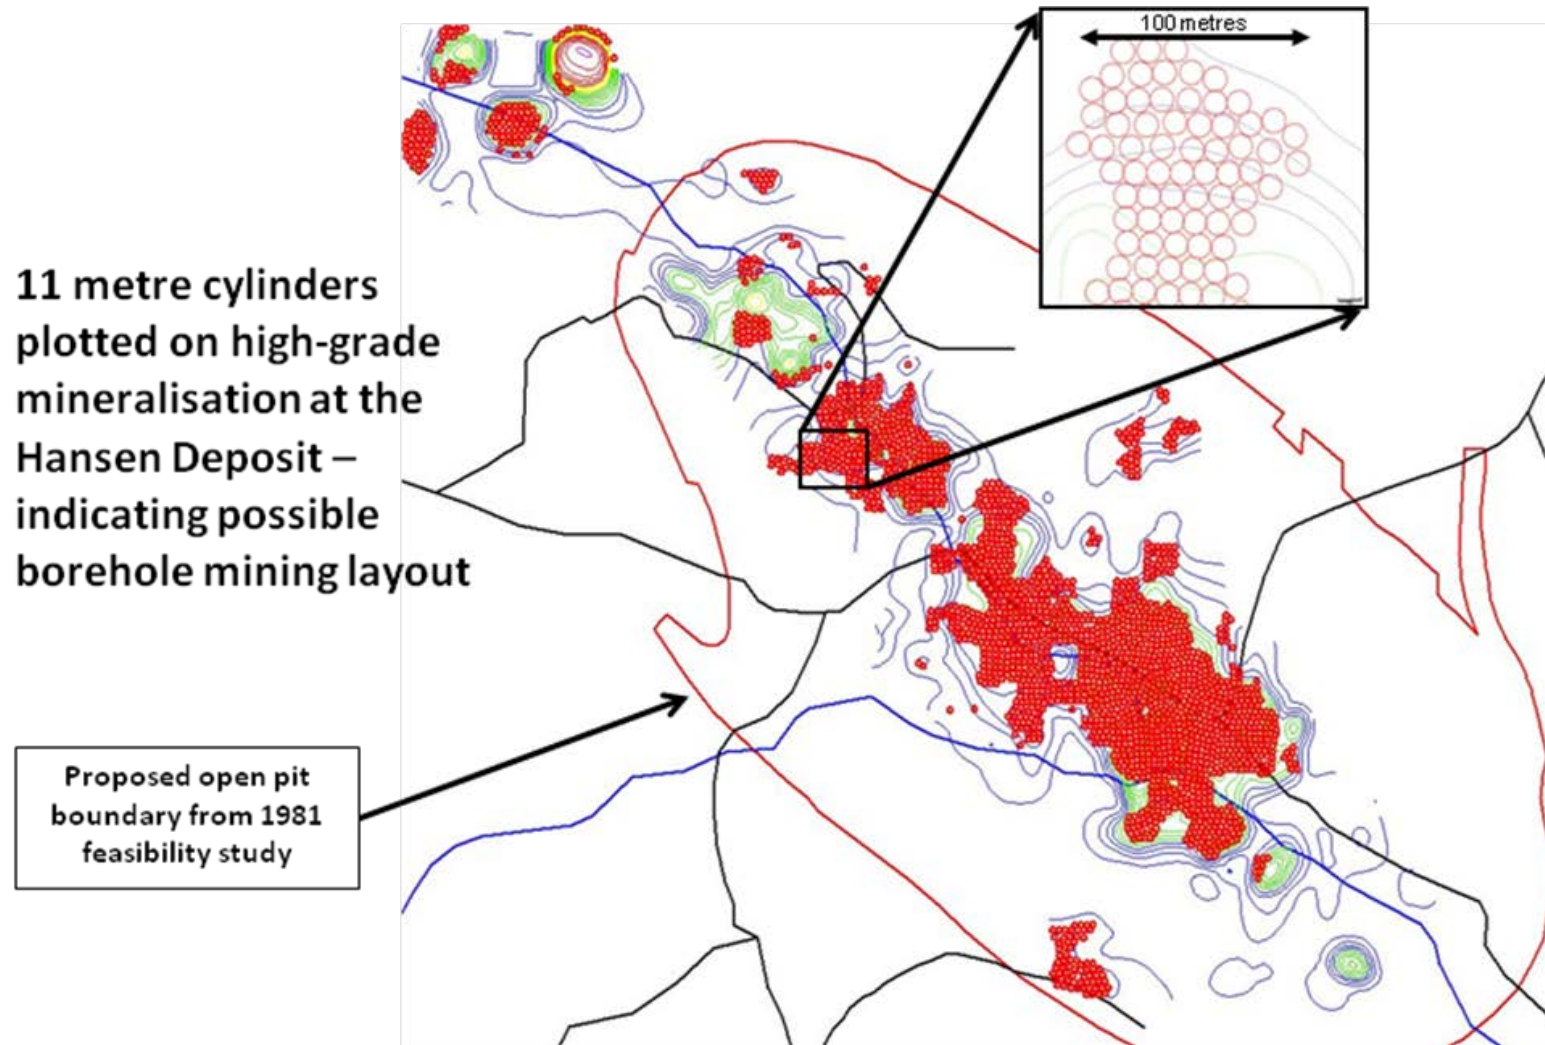 100 metres
11 metre cylinders
plotted on high-grade
mineralisation at the
Hansen Deposit –
indicating possible
borehole mining layout
Proposed open pit
boundary from 1981
feasibility study